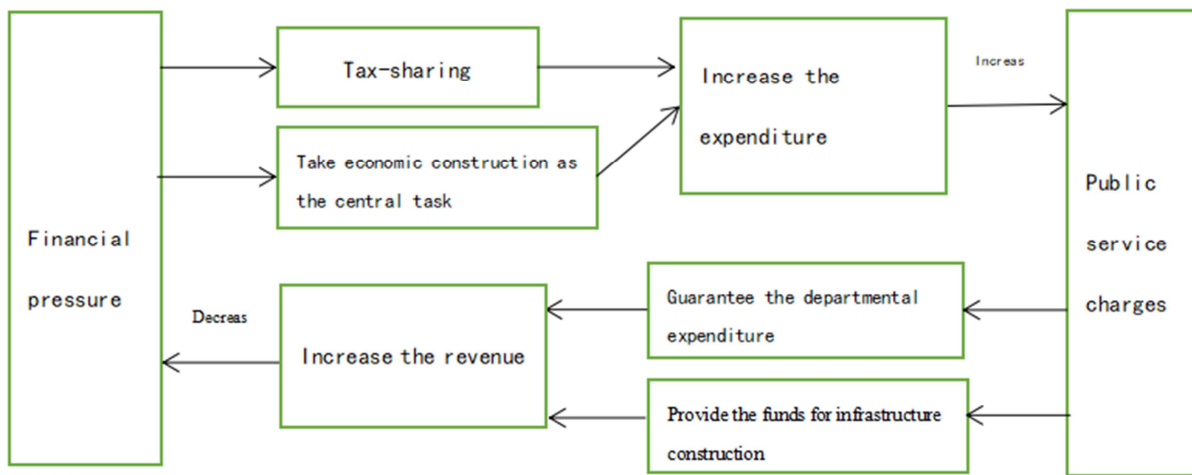 Financial
pressure
Tax-sharing
Take economic construction as
the central task
Increase the
expenditure
Increas
Public
service
charges
Guarantee the departmental
expenditure
Provide the funds for infrastructure
construction
Increase the revenue
Decreas